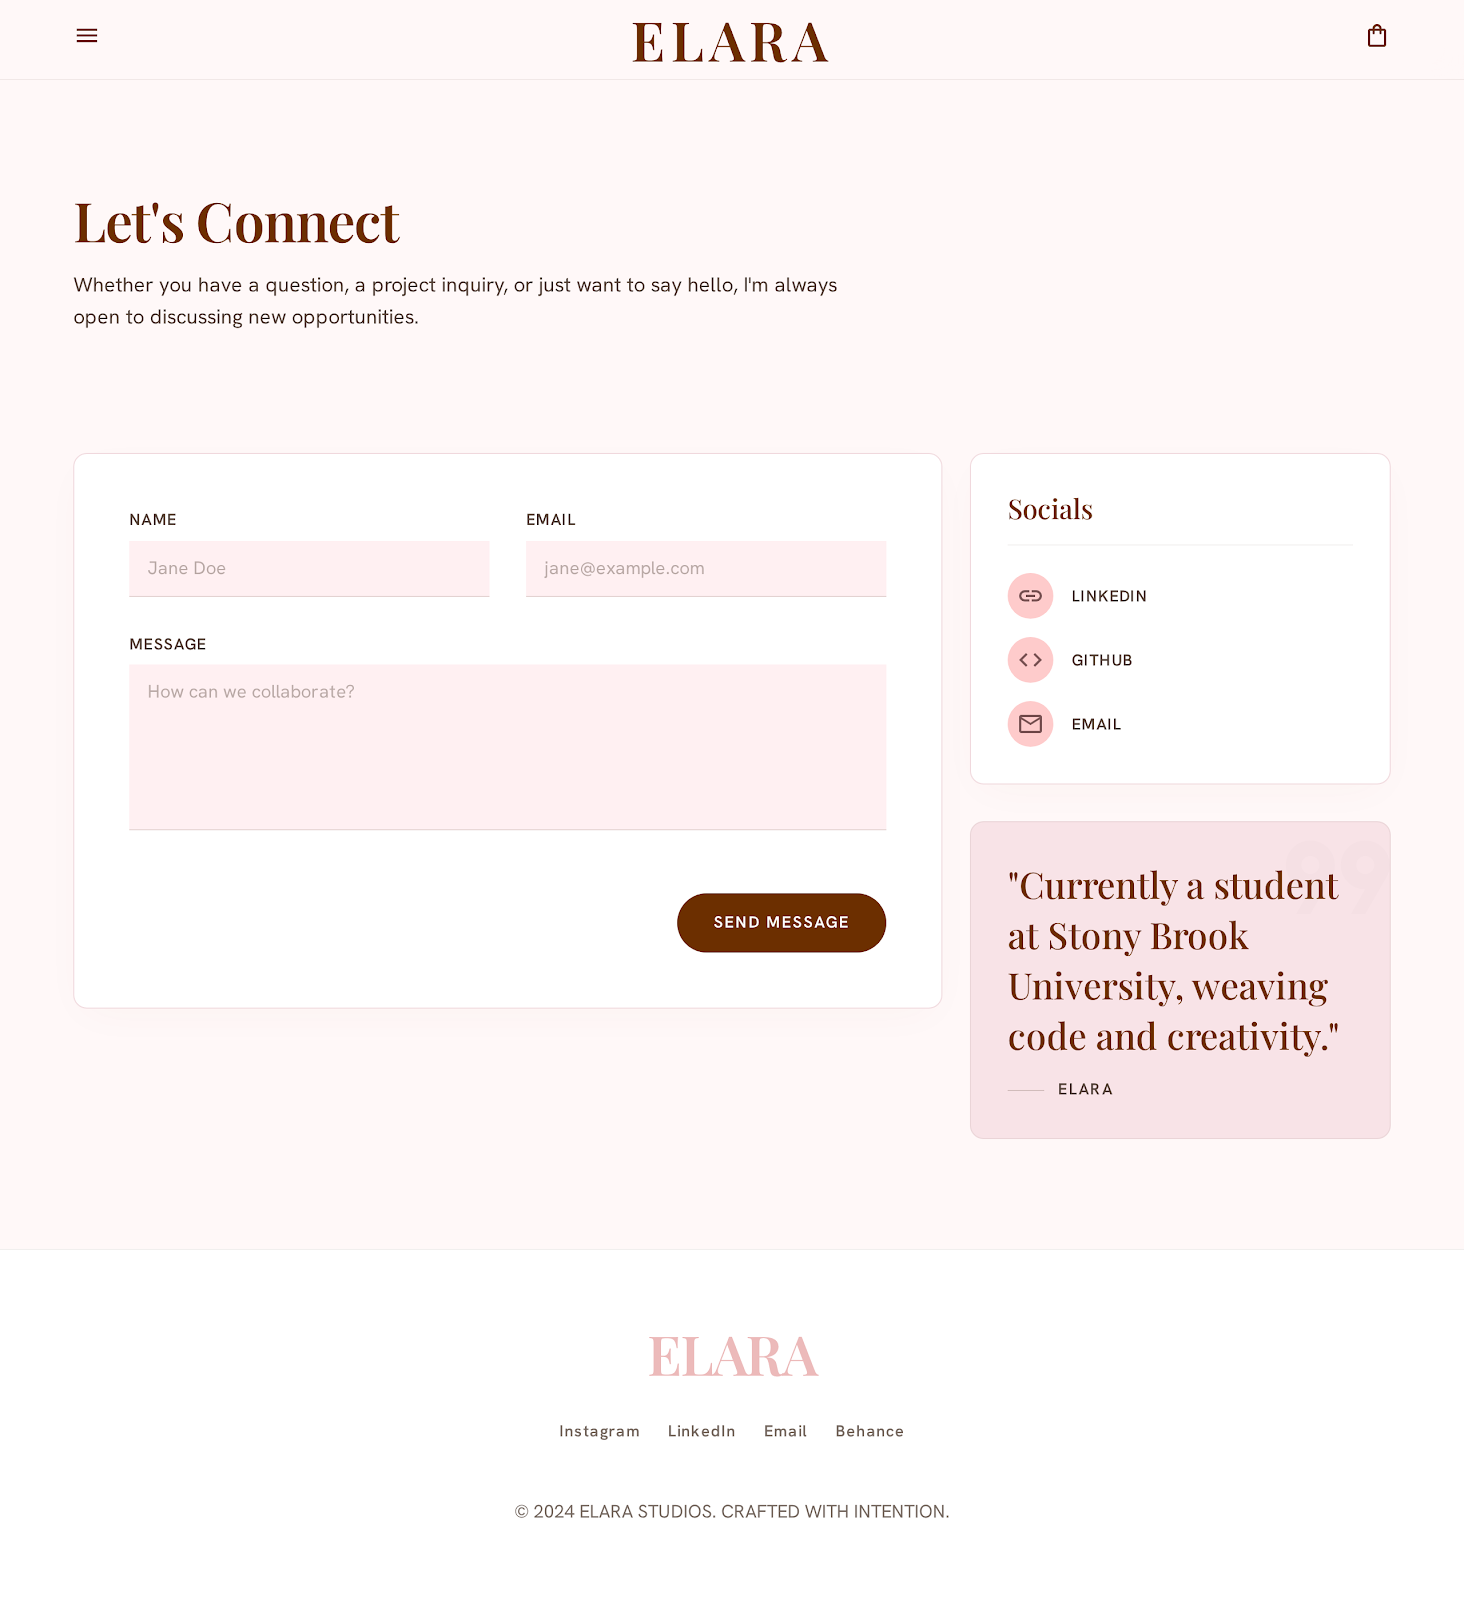 ELARA
Let's Connect
Whether you have a question, a project inquiry, or just want to say hello, I'm always
open to discussing new opportunities.
NAME
Jane Doe
EMAIL
jane@example.com
MESSAGE
How can we collaborate?
SEND MESSAGE
Socials
LINKEDIN
GITHUB
EMAIL
"Currently a student
at Stony Brook
University, weaving
code and creativity."
ELARA
ELARA
Instagram LinkedIn Email Behance
© 2024 ELARA STUDIOS. CRAFTED WITH INTENTION.